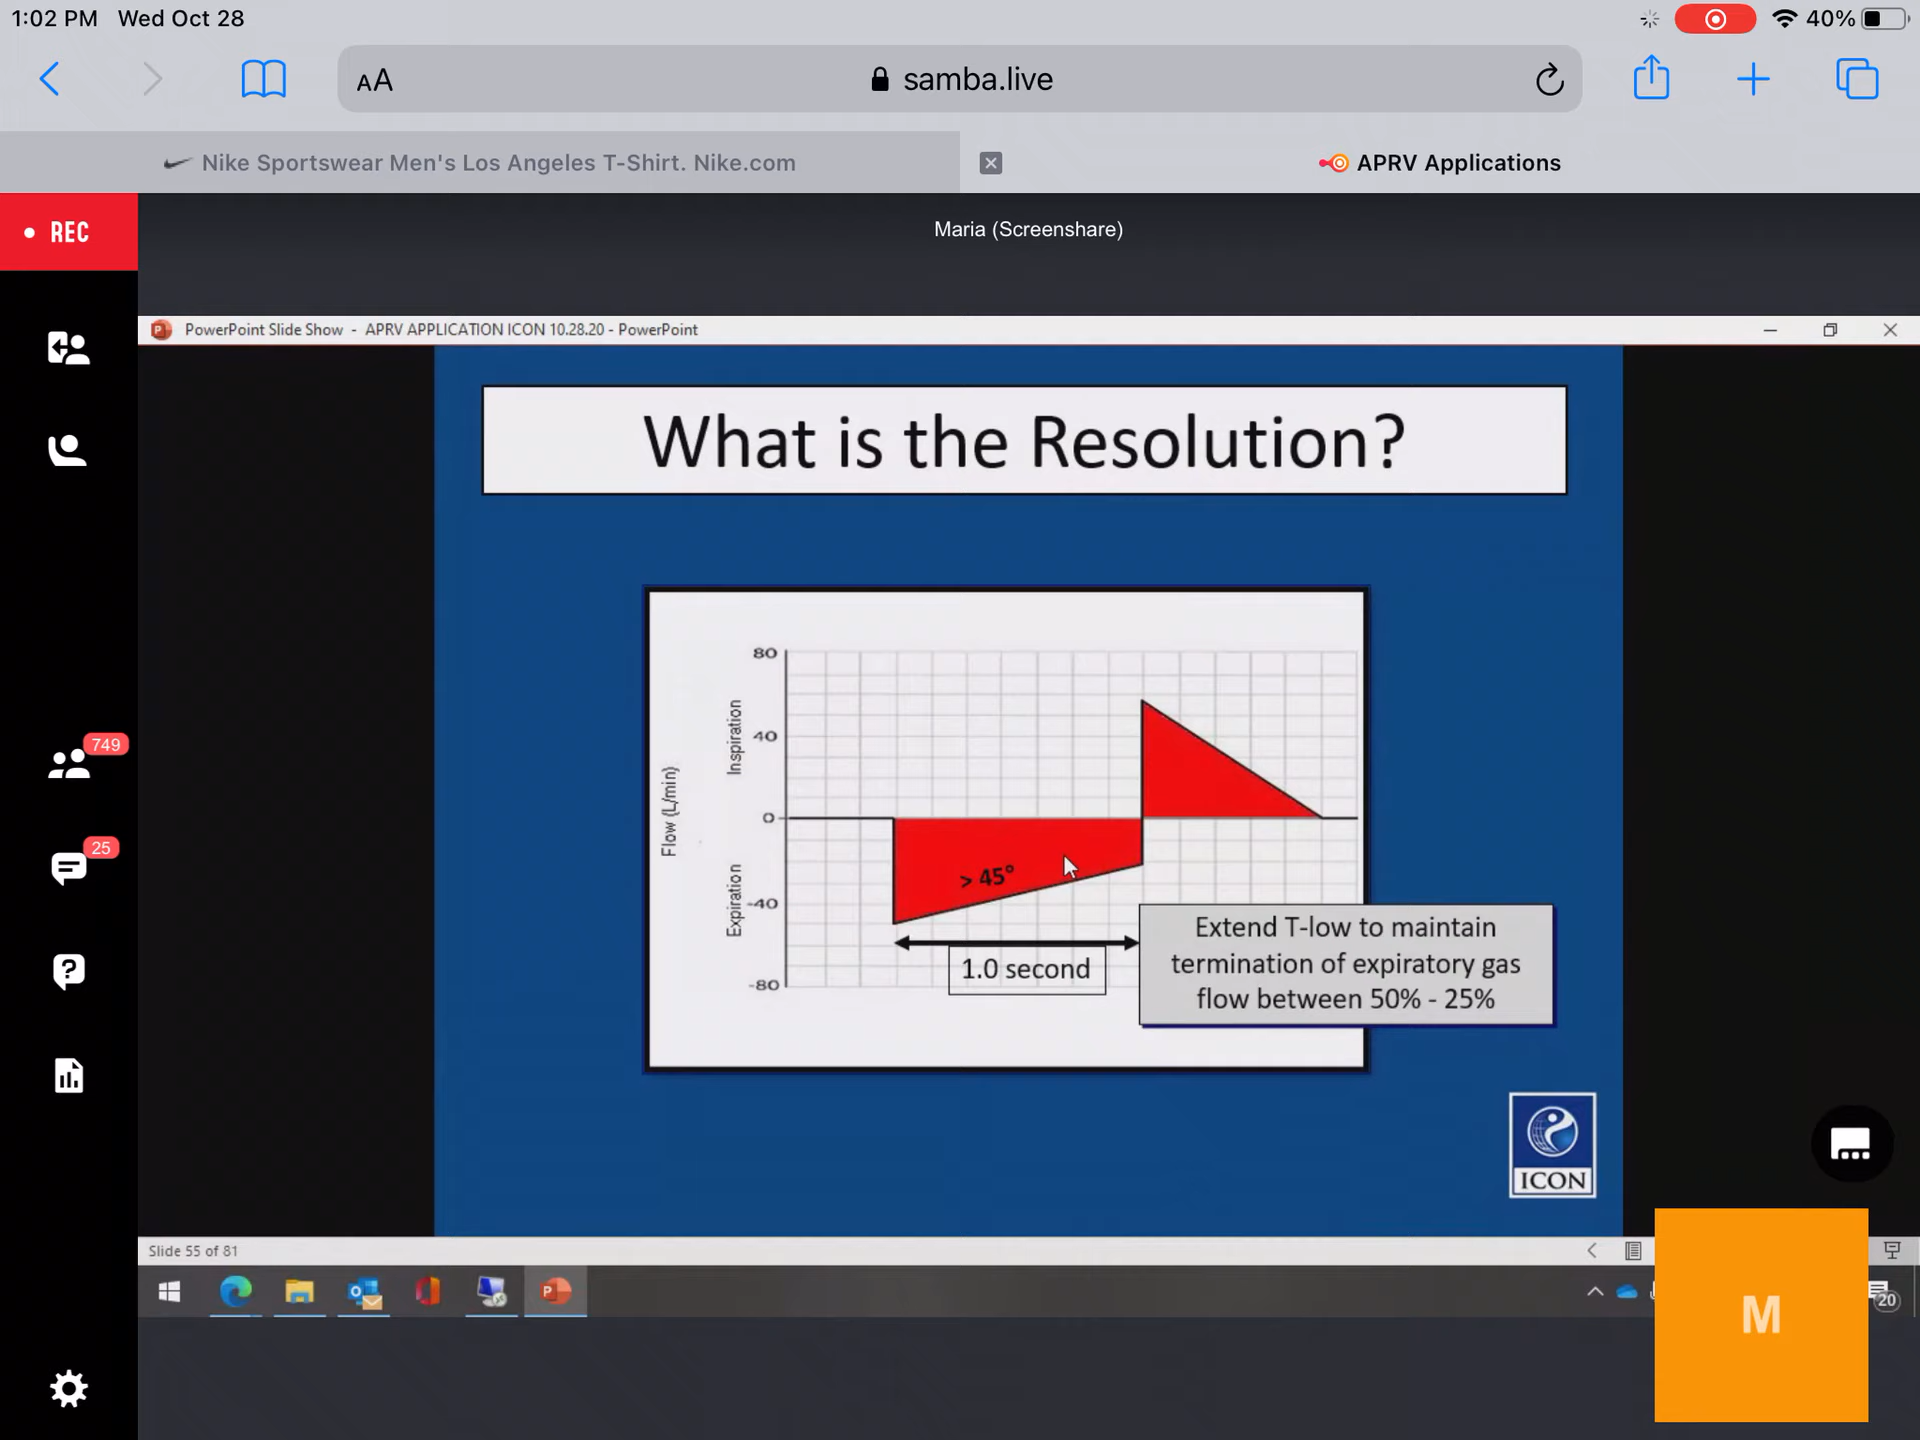 1:02 PM Wed Oct 28
40%
AA
samba.live
Nike Sportswear Men's Los Angeles T-Shirt. Nike.com
APRV Applications
REC
Maria (Screenshare)
PowerPoint Slide Show - APRV APPLICATION ICON 10.28.20 - PowerPoint
What is the Resolution?
80
40
0
-40
-80
Flow (L/min)
Inspiration
Expiration
> 45°
1.0 second
Extend T-low to maintain
termination of expiratory gas
flow between 50% - 25%
ICON
749
25
Slide 55 of 81
20
M